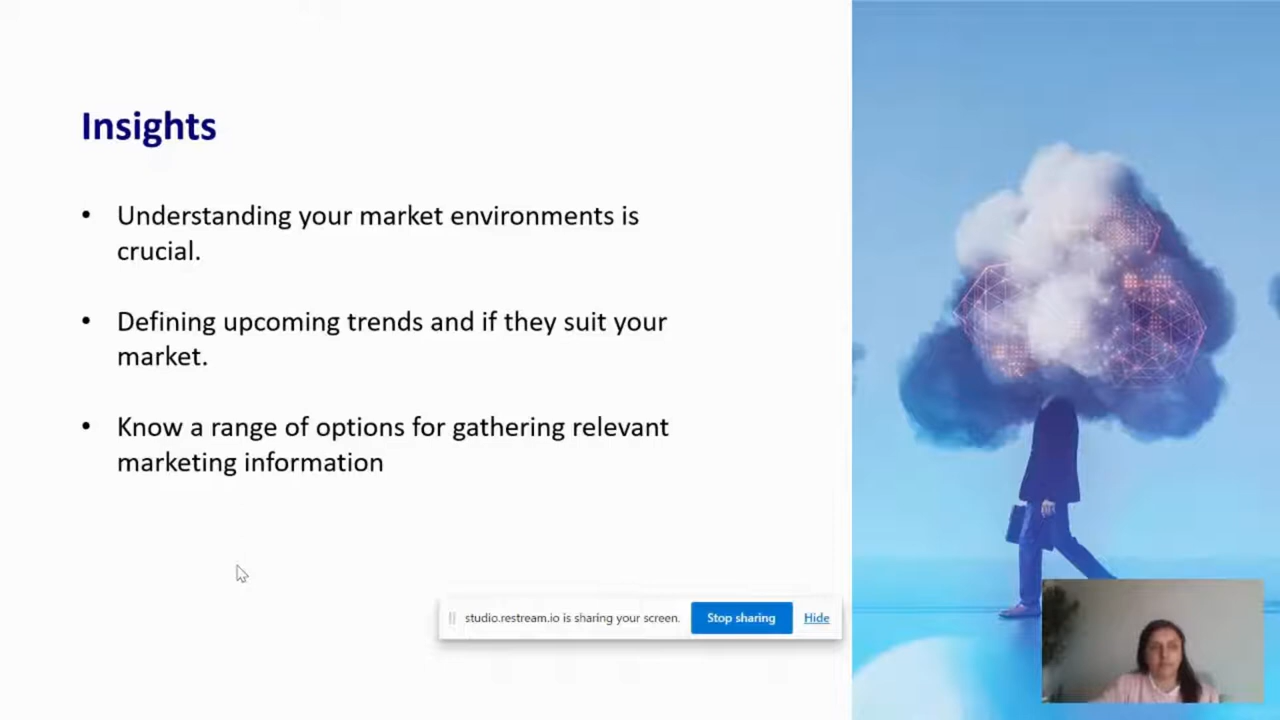 Insights
• Understanding your market environments is
crucial.
• Defining upcoming trends and if they suit your
market.
• Know a range of options for gathering relevant
marketing information
studio.restream.io is sharing your screen. Stop sharing Hide